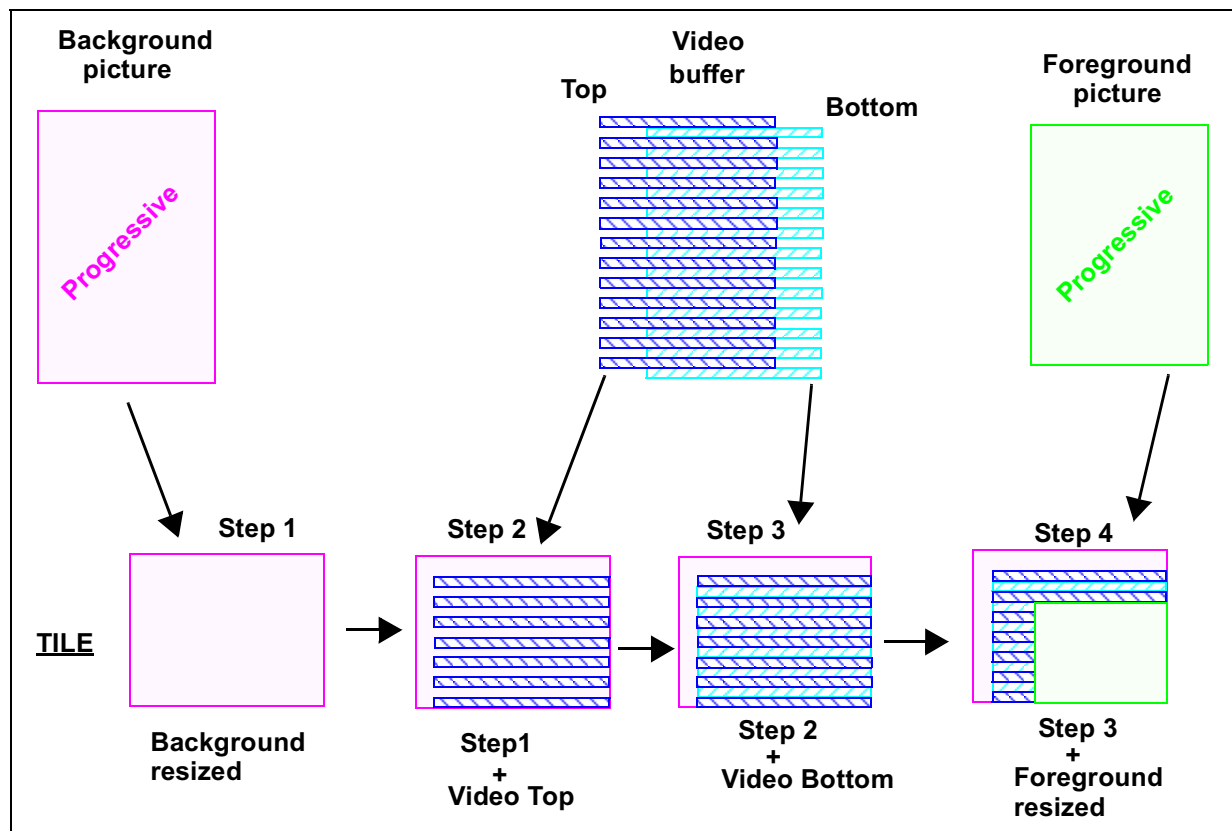 Background
picture
Video
buffer
Foreground
picture
Top
Bottom
Progressive
Progressive
Step 1
Step 2
Step 3
Step 4
TILE
Background
resized
Step1
+
Video Top
Step 2
+
Video Bottom
Step 3
+
Foreground
resized